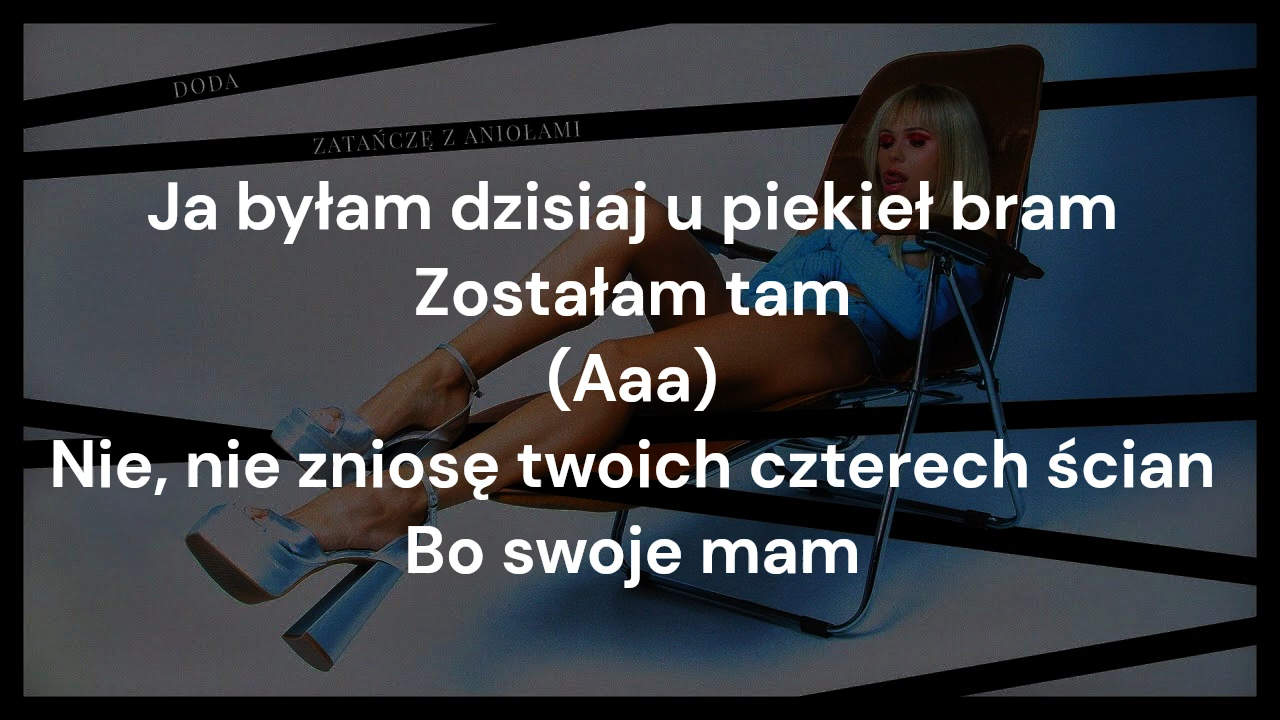 DODA
ZATAŃCZĘ Z ANIOŁAMI
Ja byłam dzisiaj u piekieł bram
Zostałam tam
(Aaa)
Nie, nie zniosę twoich czterech ścian
Bo swoje mam